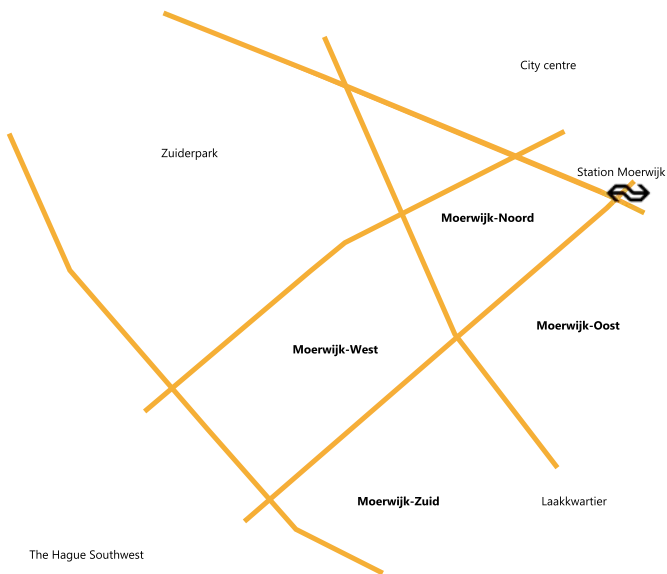 City centre
Zuiderpark
Station Moerwijk
Moerwijk-Noord
Moerwijk-Oost
Moerwijk-West
Moerwijk-Zuid
Laakkwartier
The Hague Southwest